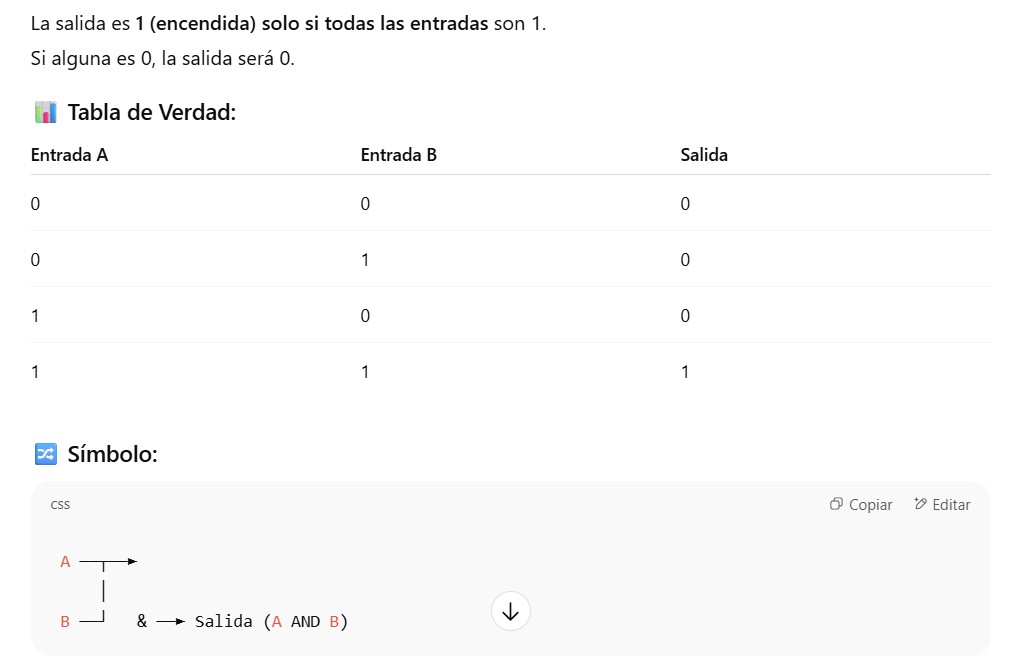 La salida es 1 (encendida) solo si todas las entradas son 1.
Si alguna es 0, la salida será 0.
📊 Tabla de Verdad:
Entrada A Entrada B Salida
0 0 0
0 1 0
1 0 0
1 1 1
🔀 Símbolo:
css Copiar Editar
A ──┬──►
│
B ──┘ & ──► Salida (A AND B)